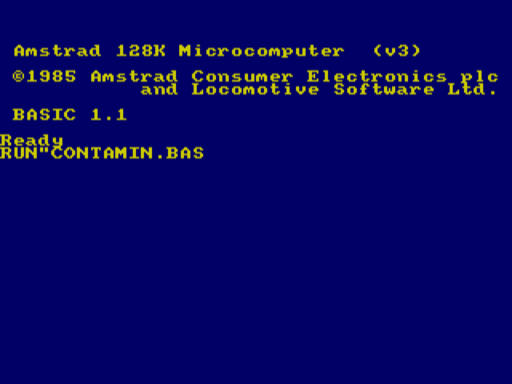 Amstrad 128K Microcomputer  (v3)
©1985 Amstrad Consumer Electronics plc
and Locomotive Software Ltd.
BASIC 1.1
Ready
RUN"CONTAMIN.BAS